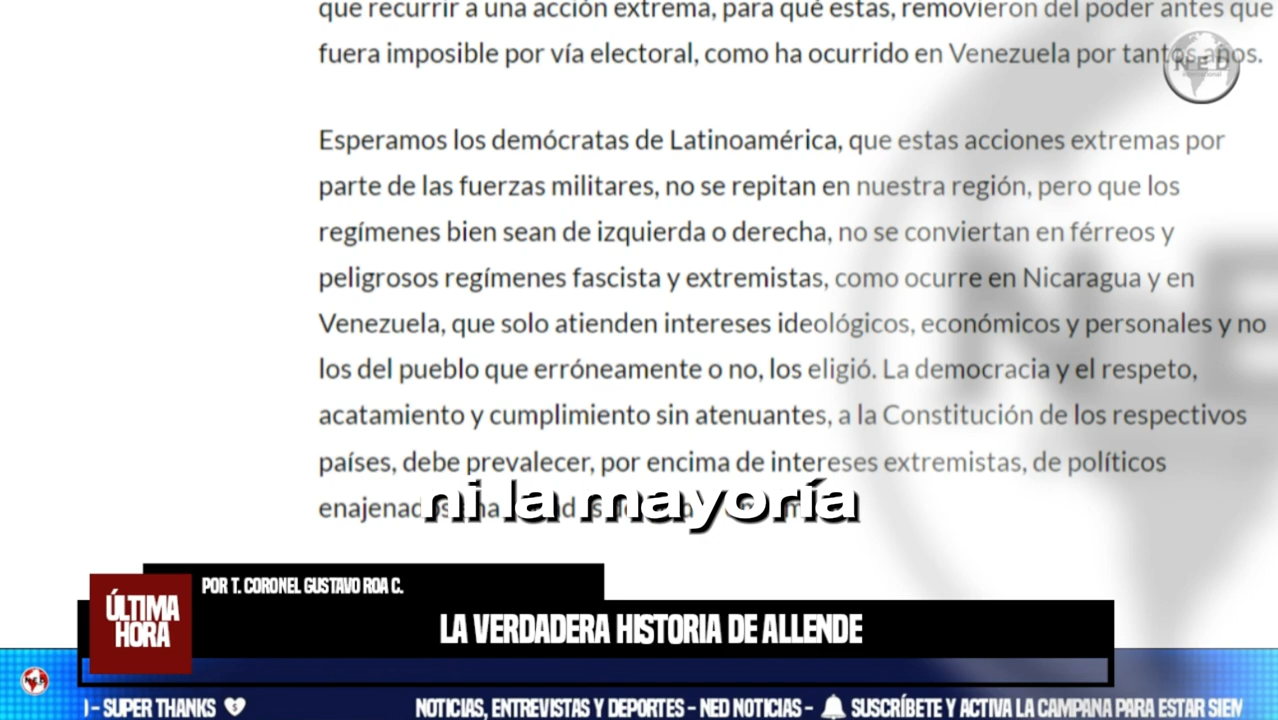 que recurrir a una acción extrema, para qué estas, removieron del poder antes que
fuera imposible por vía electoral, como ha ocurrido en Venezuela por tantos años.
NED
Esperamos los demócratas de Latinoamérica, que estas acciones extremas por
parte de las fuerzas militares, no se repitan en nuestra región, pero que los
regímenes bien sean de izquierda o derecha, no se conviertan en férreos y
peligrosos regímenes fascista y extremistas, como ocurre en Nicaragua y en
Venezuela, que solo atienden intereses ideológicos, económicos y personales y no
los del pueblo que erróneamente o no, los eligió. La democracia y el respeto,
acatamiento y cumplimiento sin atenuantes, a la Constitución de los respectivos
países, debe prevalecer, por encima de intereses extremistas, de políticos
ni la mayoría
POR T. CORONEL GUSTAVO ROA C.
ÚLTIMA
HORA
LA VERDADERA HISTORIA DE ALLENDE
) - SUPER THANKS NOTICIAS, ENTREVISTAS Y DEPORTES - NED NOTICIAS - SUSCRÍBETE Y ACTIVA LA CAMPANA PARA ESTAR SIEM